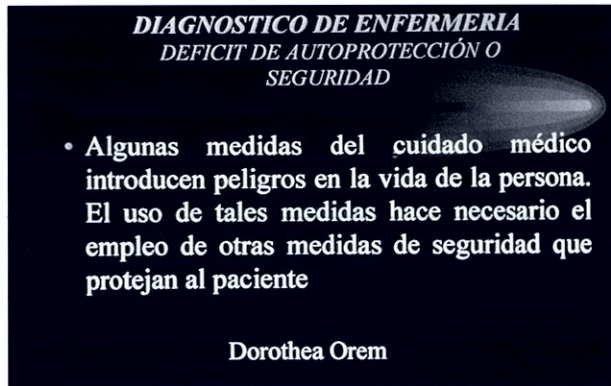 DIAGNOSTICO DE ENFERMERIA
DEFICIT DE AUTOPROTECCIÓN O
SEGURIDAD
• Algunas medidas del cuidado médico
introducen peligros en la vida de la persona.
El uso de tales medidas hace necesario el
empleo de otras medidas de seguridad que
protejan al paciente
Dorothea Orem